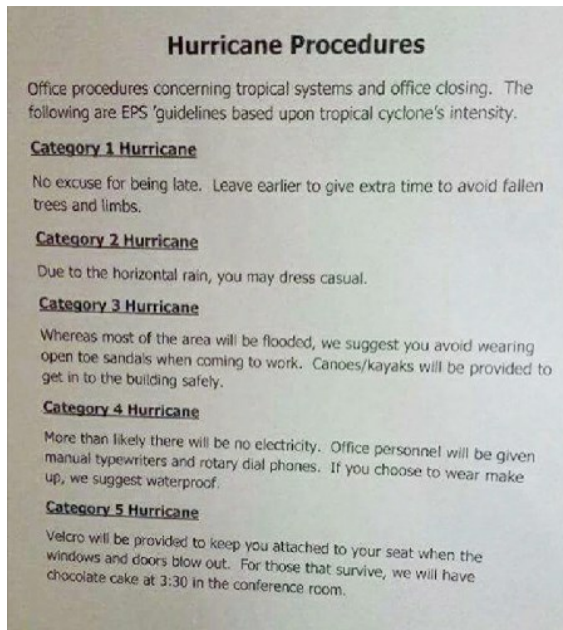 Hurricane Procedures
Office procedures concerning tropical systems and office closing. The
following are EPS 'guidelines based upon tropical cyclone's intensity.
Category 1 Hurricane
No excuse for being late. Leave earlier to give extra time to avoid fallen
trees and limbs.
Category 2 Hurricane
Due to the horizontal rain, you may dress casual.
Category 3 Hurricane
Whereas most of the area will be flooded, we suggest you avoid wearing
open toe sandals when coming to work. Canoes/kayaks will be provided to
get in to the building safely.
Category 4 Hurricane
More than likely there will be no electricity. Office personnel will be given
manual typewriters and rotary dial phones. If you choose to wear make
up, we suggest waterproof.
Category 5 Hurricane
Velcro will be provided to keep you attached to your seat when the
windows and doors blow out. For those that survive, we will have
chocolate cake at 3:30 in the conference room.